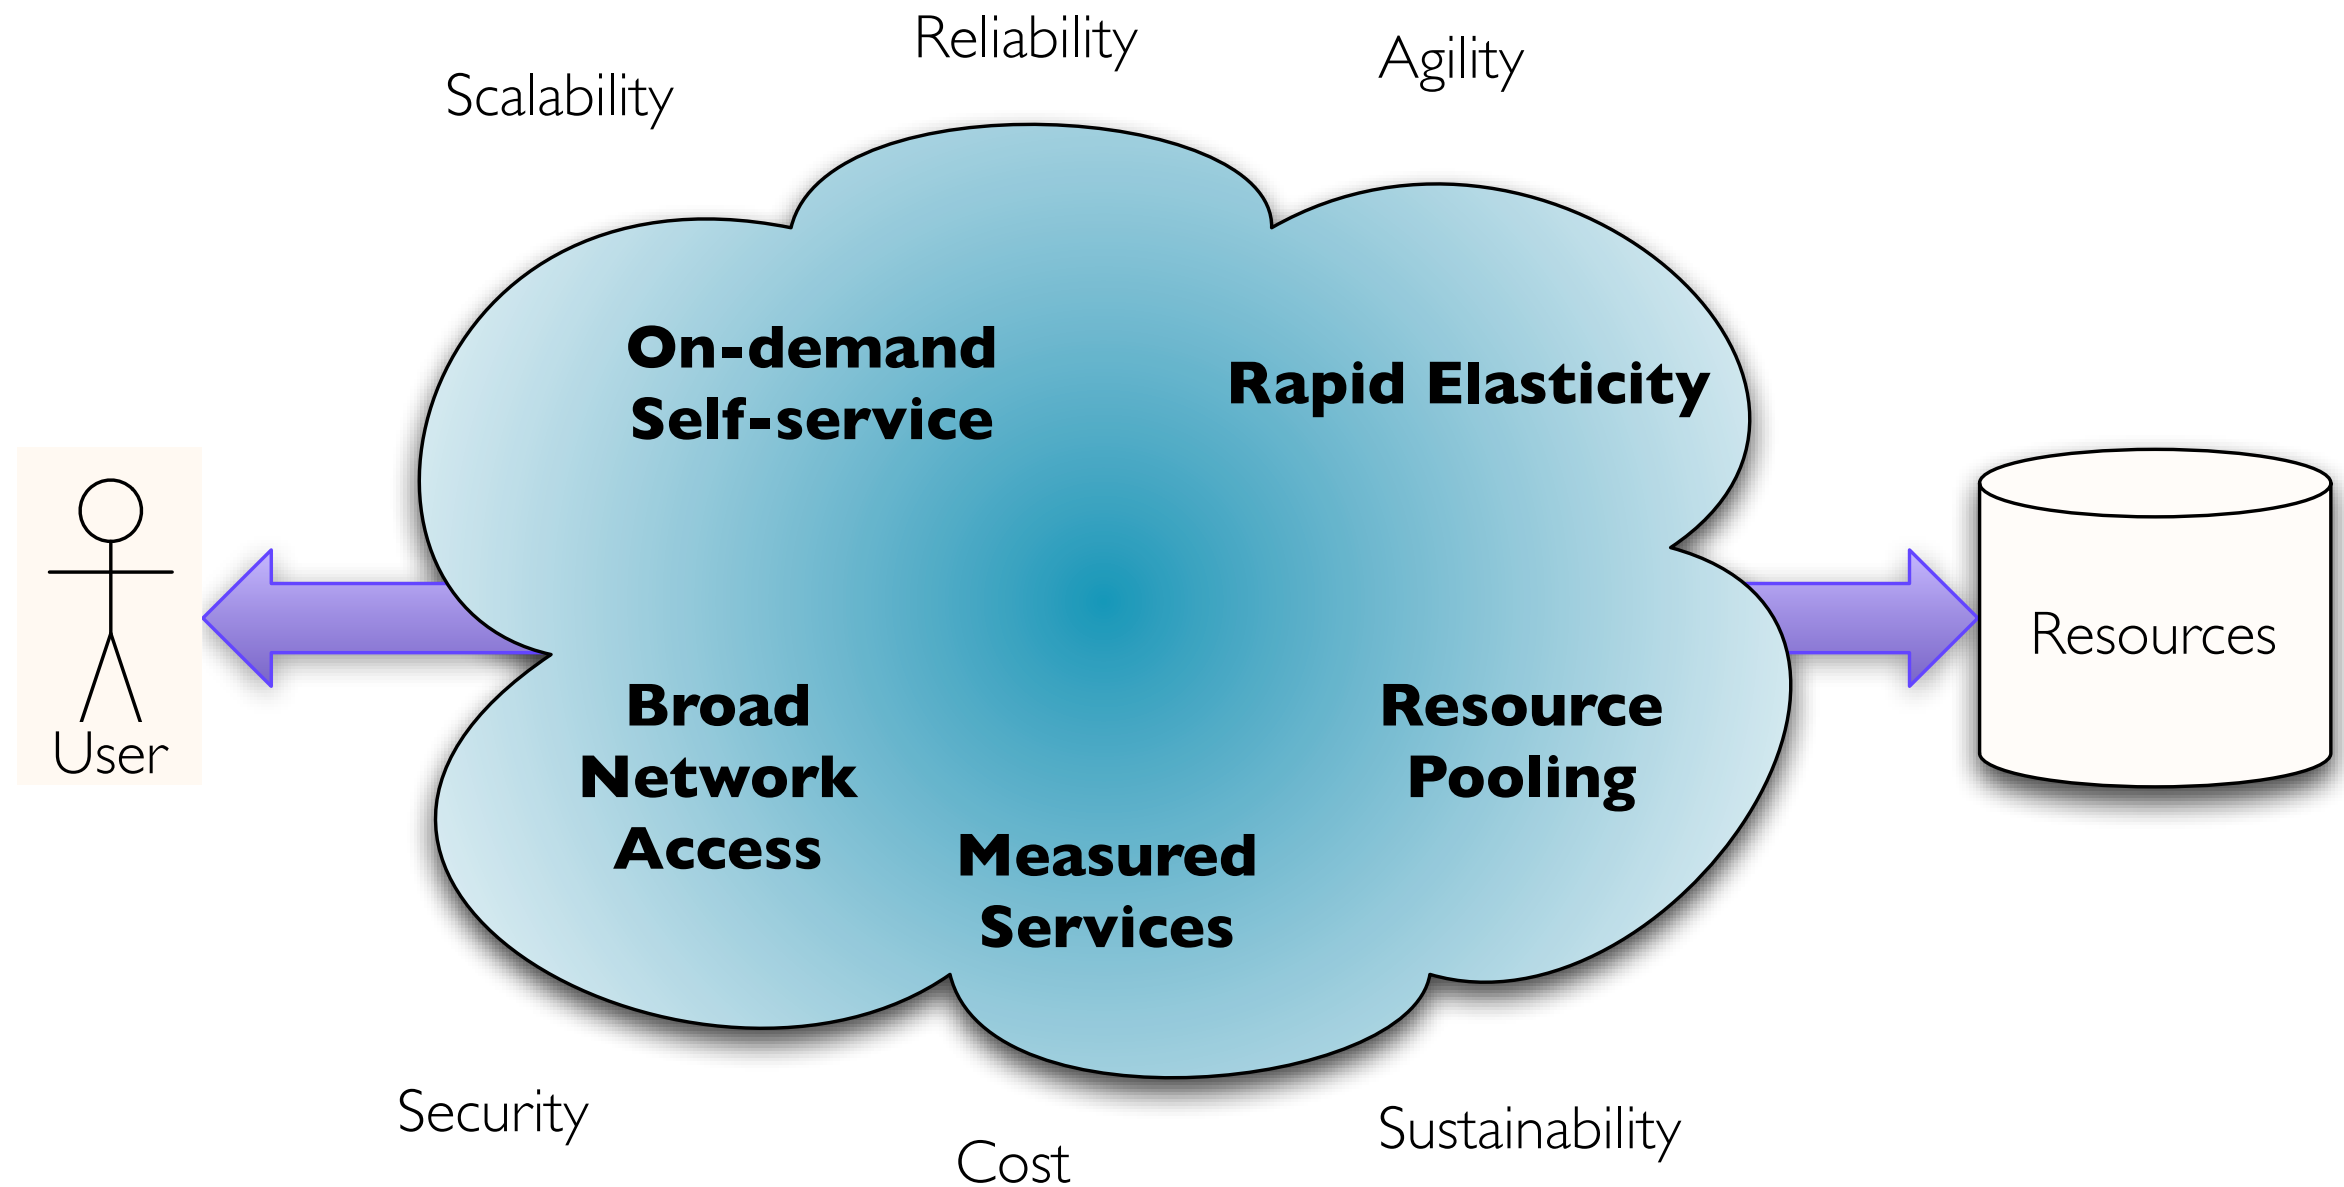 Reliability
Agility
Scalability
On-demand
Self-service
Rapid Elasticity
User
Resources
Broad
Network
Access
Resource
Pooling
Measured
Services
Security
Cost
Sustainability